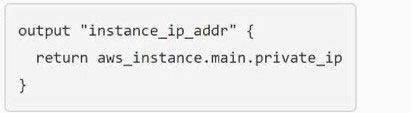 output "instance_ip_addr" {
  return aws_instance.main.private_ip
}